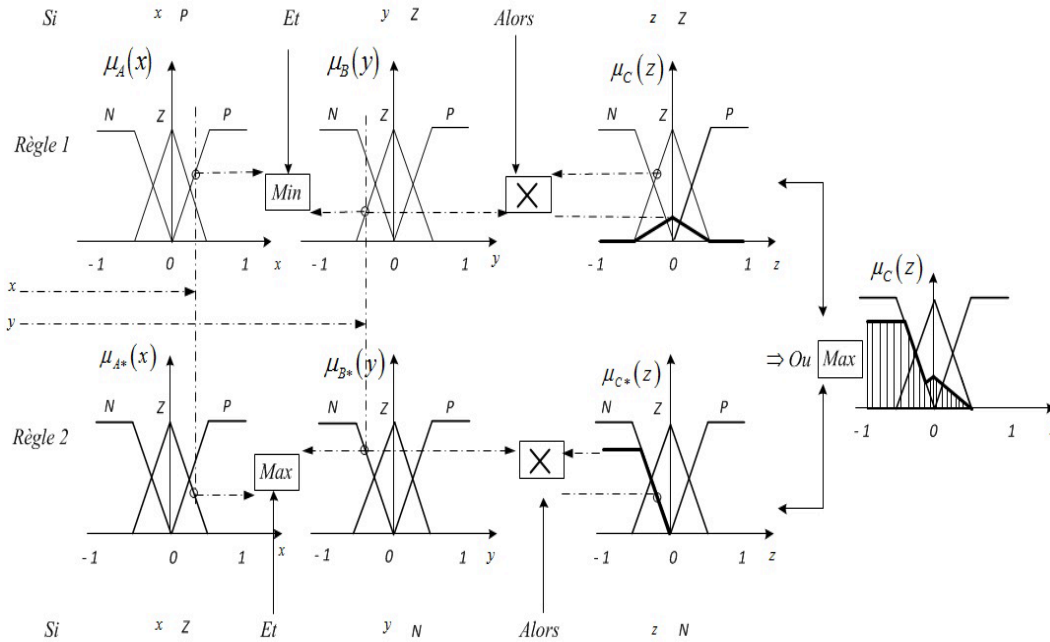 Si x P Et y Z Alors z Z
μA(x) μB(y) μC(z)
N Z P N Z P N Z P
Règle 1
Min
-1 0 1 x -1 0 1 y -1 0 1 z
x
y
μC(z)
μA*(x) μB*(y) μC*(z)
⇒ Ou Max
N Z P N Z P N Z P
Règle 2
Max
-1 0 1
-1 0 1 x -1 0 1 y -1 0 1 z
Si x Z Et y N Alors z N